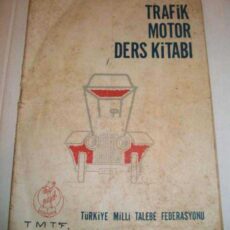 TRAFİK
MOTOR
DERS KİTABI
TÜRKİYE MİLLİ TALEBE FEDERASYONU
T.M.T.F.